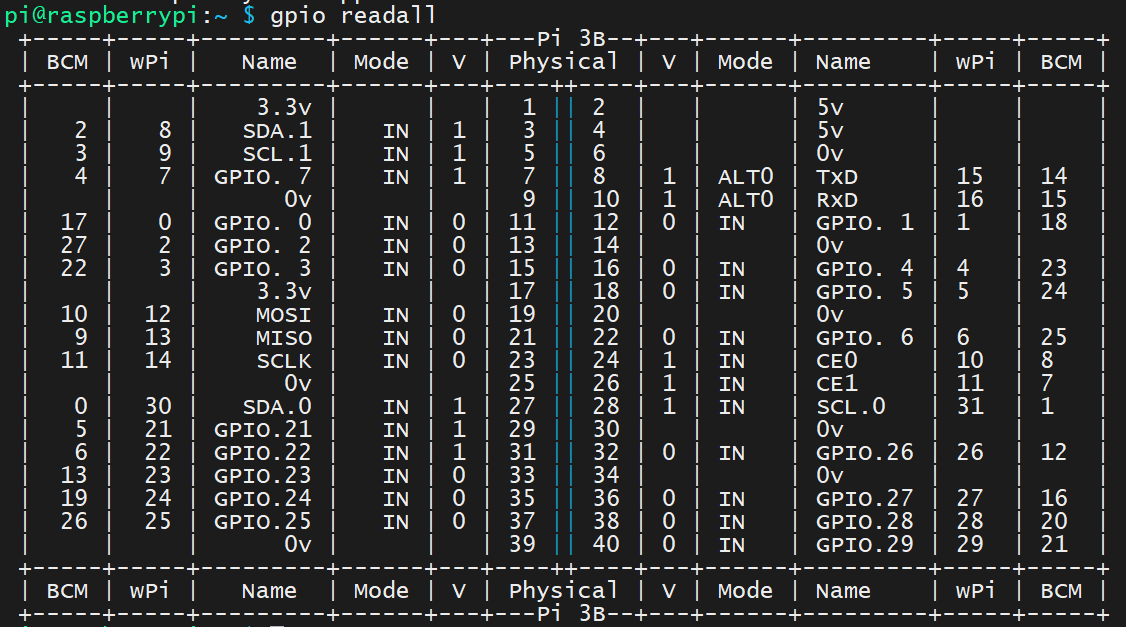 pi@raspberrypi:~ $ gpio readall
 +-----+-----+---------+------+---+---Pi 3B--+---+------+---------+-----+-----+
 | BCM | wPi |   Name  | Mode | V | Physical | V | Mode | Name    | wPi | BCM |
 +-----+-----+---------+------+---+----++----+---+------+---------+-----+-----+
 |     |     |    3.3v |      |   |  1 || 2  |   |      | 5v      |     |     |
 |   2 |   8 |   SDA.1 |   IN | 1 |  3 || 4  |   |      | 5v      |     |     |
 |   3 |   9 |   SCL.1 |   IN | 1 |  5 || 6  |   |      | 0v      |     |     |
 |   4 |   7 | GPIO. 7 |   IN | 1 |  7 || 8  | 1 | ALT0 | TxD     | 15  | 14  |
 |     |     |      0v |      |   |  9 || 10 | 1 | ALT0 | RxD     | 16  | 15  |
 |  17 |   0 | GPIO. 0 |   IN | 0 | 11 || 12 | 0 | IN   | GPIO. 1 | 1   | 18  |
 |  27 |   2 | GPIO. 2 |   IN | 0 | 13 || 14 |   |      | 0v      |     |     |
 |  22 |   3 | GPIO. 3 |   IN | 0 | 15 || 16 | 0 | IN   | GPIO. 4 | 4   | 23  |
 |     |     |    3.3v |      |   | 17 || 18 | 0 | IN   | GPIO. 5 | 5   | 24  |
 |  10 |  12 |    MOSI |   IN | 0 | 19 || 20 |   |      | 0v      |     |     |
 |   9 |  13 |    MISO |   IN | 0 | 21 || 22 | 0 | IN   | GPIO. 6 | 6   | 25  |
 |  11 |  14 |    SCLK |   IN | 0 | 23 || 24 | 1 | IN   | CE0     | 10  | 8   |
 |     |     |      0v |      |   | 25 || 26 | 1 | IN   | CE1     | 11  | 7   |
 |   0 |  30 |   SDA.0 |   IN | 1 | 27 || 28 | 1 | IN   | SCL.0   | 31  | 1   |
 |   5 |  21 | GPIO.21 |   IN | 1 | 29 || 30 |   |      | 0v      |     |     |
 |   6 |  22 | GPIO.22 |   IN | 1 | 31 || 32 | 0 | IN   | GPIO.26 | 26  | 12  |
 |  13 |  23 | GPIO.23 |   IN | 0 | 33 || 34 |   |      | 0v      |     |     |
 |  19 |  24 | GPIO.24 |   IN | 0 | 35 || 36 | 0 | IN   | GPIO.27 | 27  | 16  |
 |  26 |  25 | GPIO.25 |   IN | 0 | 37 || 38 | 0 | IN   | GPIO.28 | 28  | 20  |
 |     |     |      0v |      |   | 39 || 40 | 0 | IN   | GPIO.29 | 29  | 21  |
 +-----+-----+---------+------+---+----++----+---+------+---------+-----+-----+
 | BCM | wPi |   Name  | Mode | V | Physical | V | Mode | Name    | wPi | BCM |
 +-----+-----+---------+------+---+---Pi 3B--+---+------+---------+-----+-----+